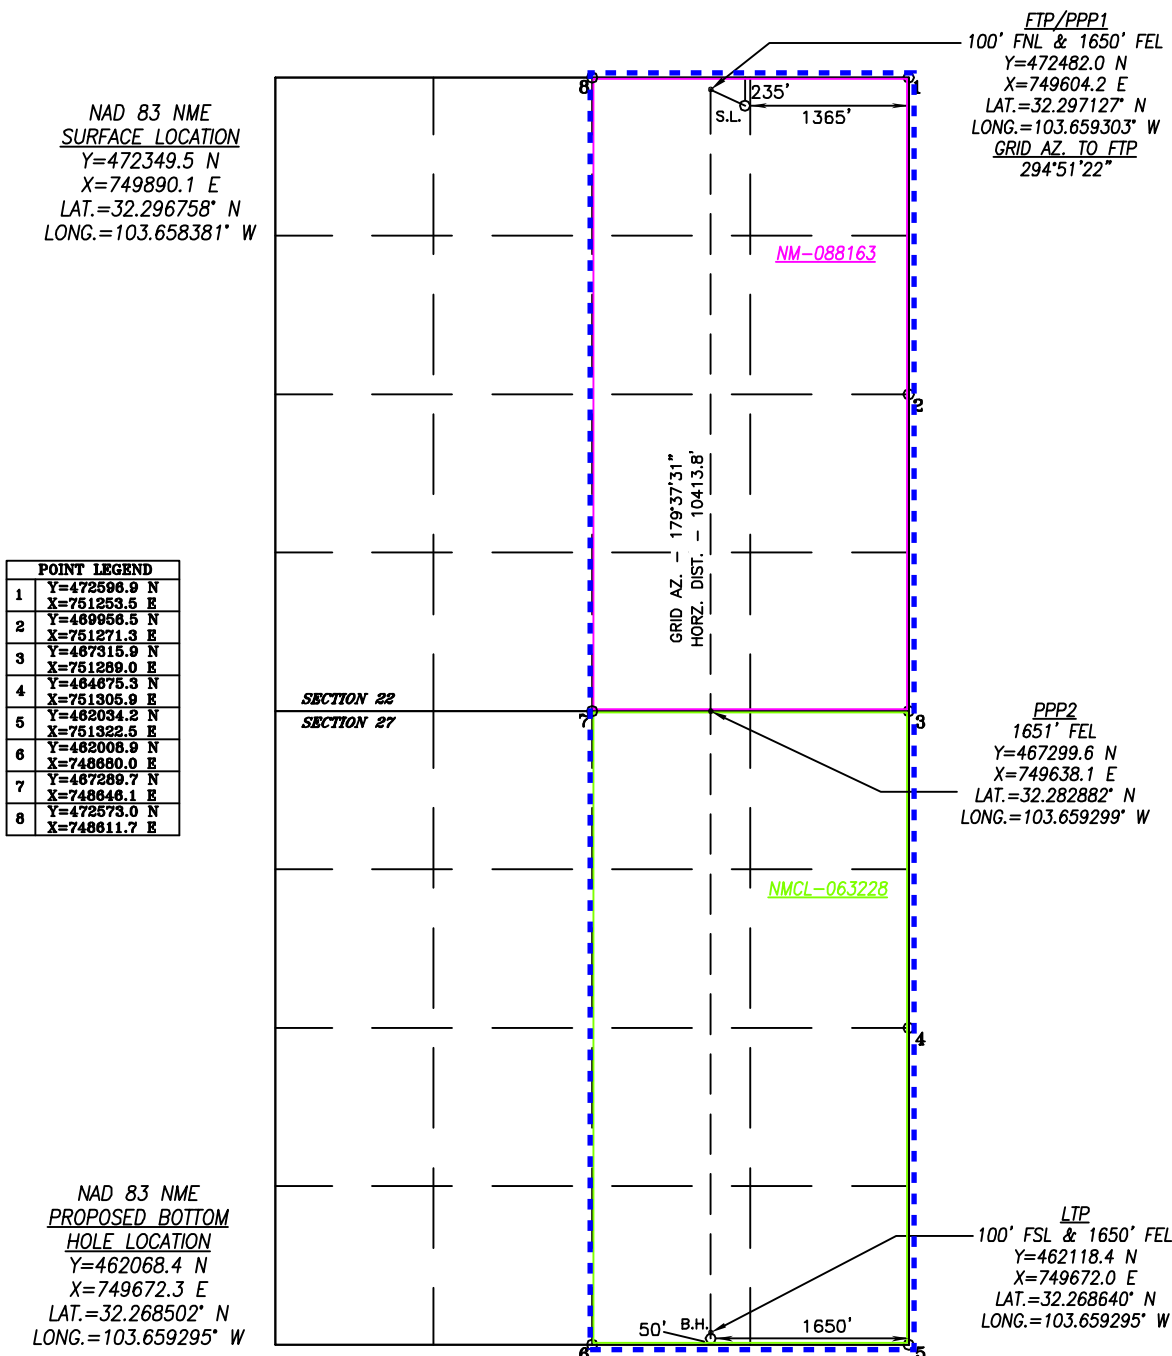 FTP/PPP1
100' FNL & 1650' FEL
Y=472482.0 N
X=749604.2 E
LAT.=32.297127° N
LONG.=103.659303° W
GRID AZ. TO FTP
294°51'22"
NAD 83 NME
SURFACE LOCATION
Y=472349.5 N
X=749890.1 E
LAT.=32.296758° N
LONG.=103.658381° W
8
1
235'
S.L.
1365'
NM-088163
2
GRID AZ. - 179°37'31"
HORZ. DIST. - 10413.8'
POINT LEGEND
1 Y=472596.9 N
X=751253.5 E
2 Y=469956.5 N
X=751271.3 E
3 Y=467315.9 N
X=751289.0 E
4 Y=464675.3 N
X=751305.9 E
5 Y=462034.2 N
X=751322.5 E
6 Y=462008.9 N
X=748680.0 E
7 Y=467289.7 N
X=748646.1 E
8 Y=472573.0 N
X=748611.7 E
SECTION 22
SECTION 27
7
3
PPP2
1651' FEL
Y=467299.6 N
X=749638.1 E
LAT.=32.282882° N
LONG.=103.659299° W
NMCL-063228
4
NAD 83 NME
PROPOSED BOTTOM
HOLE LOCATION
Y=462068.4 N
X=749672.3 E
LAT.=32.268502° N
LONG.=103.659295° W
LTP
100' FSL & 1650' FEL
Y=462118.4 N
X=749672.0 E
LAT.=32.268640° N
LONG.=103.659295° W
50'
B.H.
1650'
6
5